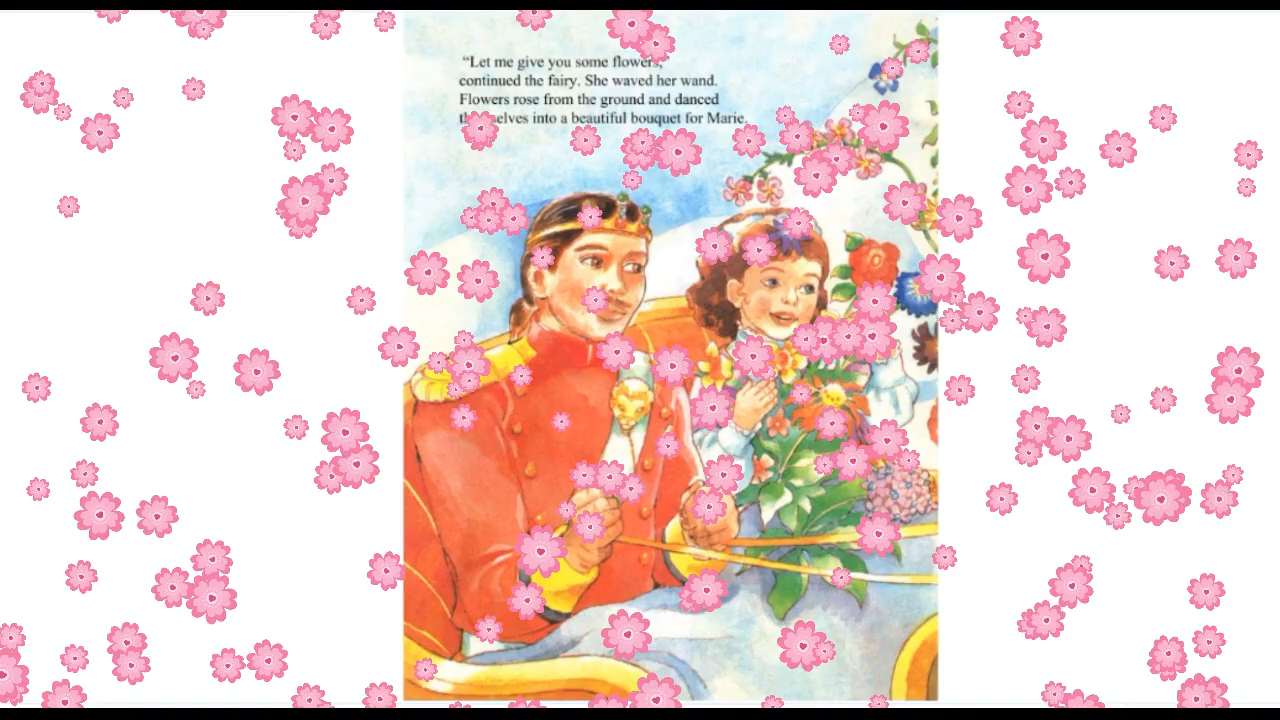 “Let me give you some flowers,”
continued the fairy. She waved her wand.
Flowers rose from the ground and danced
themselves into a beautiful bouquet for Marie.